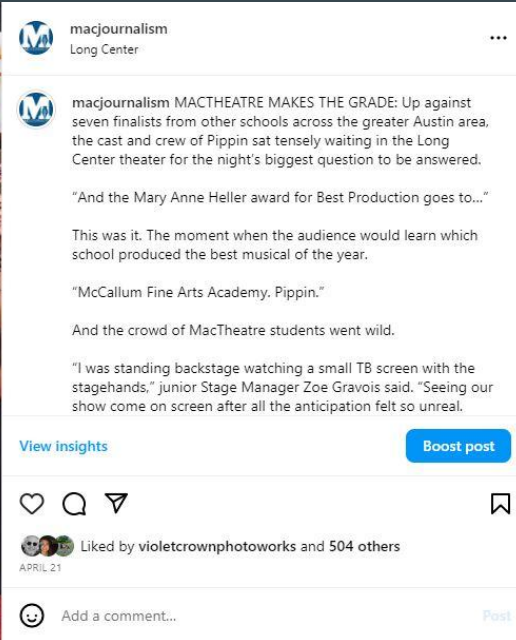 macjournalism
Long Center
macjournalism MACTHEATRE MAKES THE GRADE: Up against
seven finalists from other schools across the greater Austin area,
the cast and crew of Pippin sat tensely waiting in the Long
Center theater for the night's biggest question to be answered.
“And the Mary Anne Heller award for Best Production goes to…”
This was it. The moment when the audience would learn which
school produced the best musical of the year.
“McCallum Fine Arts Academy. Pippin.”
And the crowd of MacTheatre students went wild.
“I was standing backstage watching a small TB screen with the
stagehands,” junior Stage Manager Zoe Gravois said. “Seeing our
show come on screen after all the anticipation felt so unreal.
View insights
Boost post
Liked by violetcrownphotoworks and 504 others
APRIL 21
Add a comment...
Post